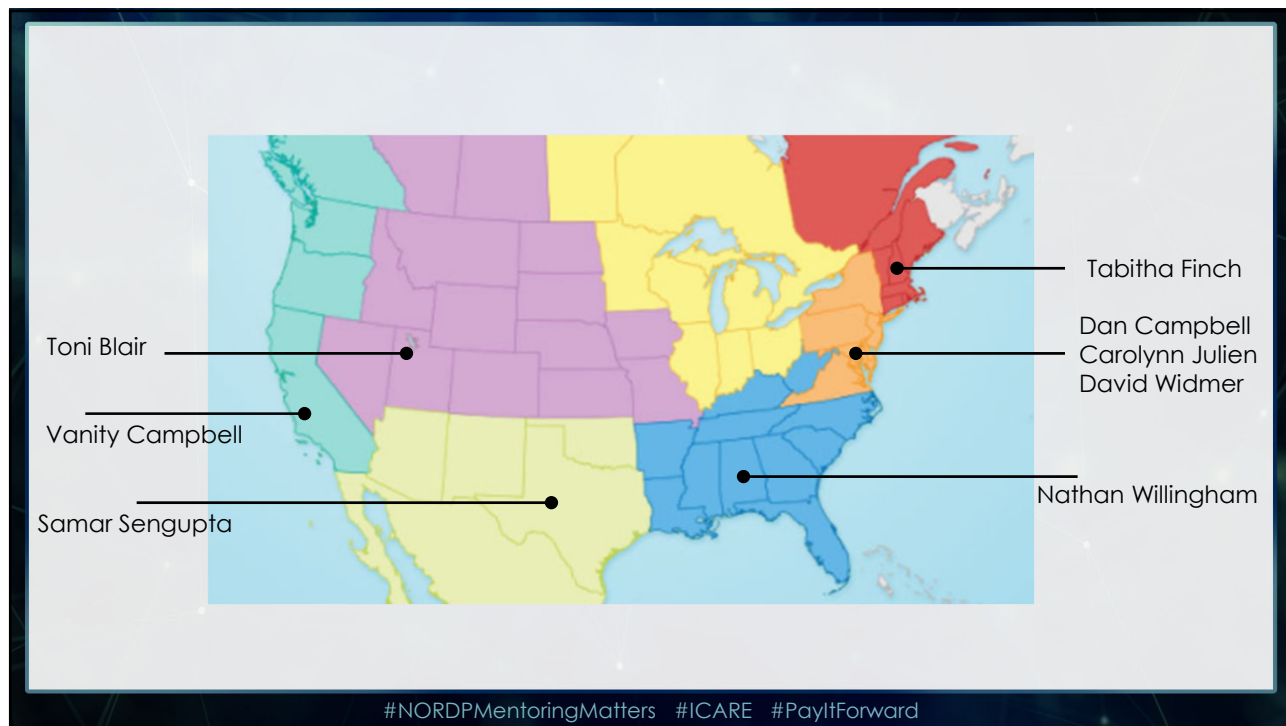 Toni Blair
Vanity Campbell
Samar Sengupta
Tabitha Finch
Dan Campbell
Carolynn Julien
David Widmer
Nathan Willingham
#NORDPMentoringMatters #ICARE #PayItForward